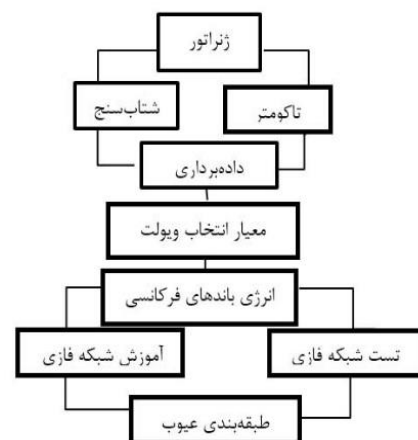 ژنراتور
تاکومتر
شتاب‌سنج
داده‌برداری
معیار انتخاب ویولت
انرژی باندهای فرکانسی
تست شبکه فازی
آموزش شبکه فازی
طبقه‌بندی عیوب